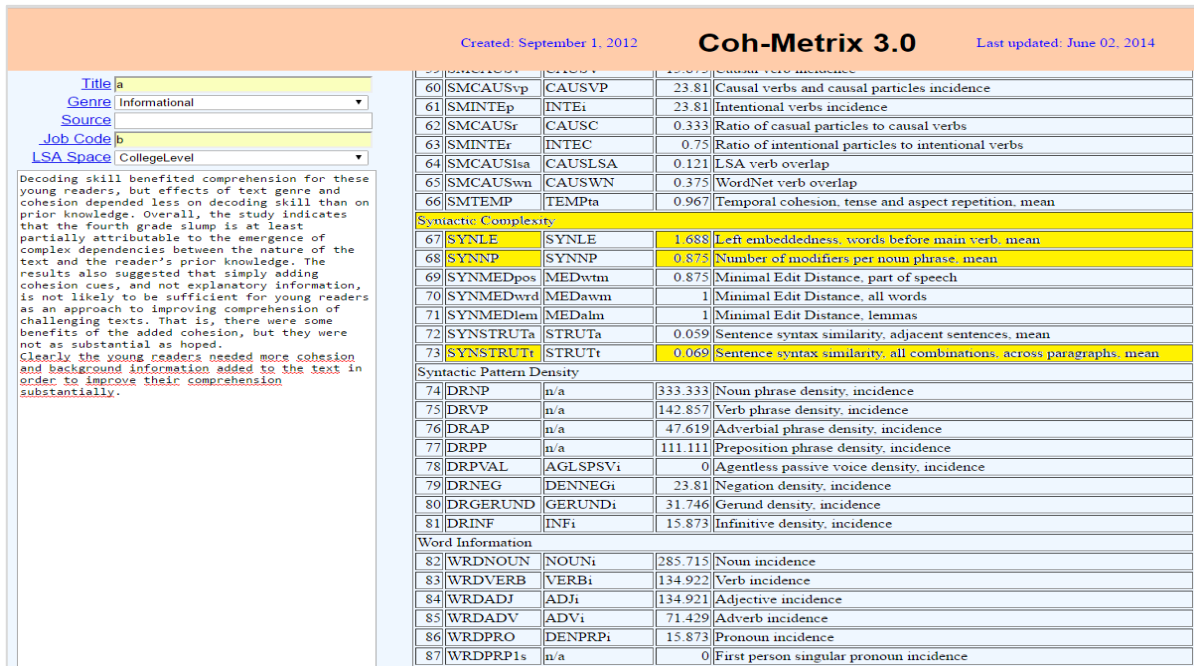 Created: September 1, 2012 Coh-Metrix 3.0 Last updated: June 02, 2014
Title a
Genre Informational
Source
Job Code b
LSA Space CollegeLevel
Decoding skill benefited comprehension for these
young readers, but effects of text genre and
cohesion depended less on decoding skill than on
prior knowledge. Overall, the study indicates
that the fourth grade slump is at least
partially attributable to the emergence of
complex dependencies between the nature of the
text and the reader's prior knowledge. The
results also suggested that simply adding
cohesion cues, and not explanatory information,
is not likely to be sufficient for young readers
as an approach to improving comprehension of
challenging texts. That is, there were some
benefits of the added cohesion, but they were
not as substantial as hoped.
Clearly the young readers needed more cohesion
and background information added to the text in
order to improve their comprehension
substantially.
60 SMCAUSvp CAUSVP 23.81 Causal verbs and causal particles incidence
61 SMINTEp INTEi 23.81 Intentional verbs incidence
62 SMCAUSr CAUSC 0.333 Ratio of casual particles to causal verbs
63 SMINTEr INTEC 0.75 Ratio of intentional particles to intentional verbs
64 SMCAUSlsa CAUSLSA 0.121 LSA verb overlap
65 SMCAUSwn CAUSWN 0.375 WordNet verb overlap
66 SMTEMP TEMPta 0.967 Temporal cohesion, tense and aspect repetition, mean
Syntactic Complexity
67 SYNLE SYNLE 1.688 Left embeddedness, words before main verb, mean
68 SYNNP SYNNP 0.875 Number of modifiers per noun phrase, mean
69 SYNMEDpos MEDwtm 0.875 Minimal Edit Distance, part of speech
70 SYNMEDwrd MEDawm 1 Minimal Edit Distance, all words
71 SYNMEDlem MEDalm 1 Minimal Edit Distance, lemmas
72 SYNSTRUTa STRUTa 0.059 Sentence syntax similarity, adjacent sentences, mean
73 SYNSTRUTt STRUTt 0.069 Sentence syntax similarity, all combinations, across paragraphs, mean
Syntactic Pattern Density
74 DRNP n/a 333.333 Noun phrase density, incidence
75 DRVP n/a 142.857 Verb phrase density, incidence
76 DRAP n/a 47.619 Adverbial phrase density, incidence
77 DRPP n/a 111.111 Preposition phrase density, incidence
78 DRPVAL AGLSPSVi 0 Agentless passive voice density, incidence
79 DRNEG DENNEGi 23.81 Negation density, incidence
80 DRGERUND GERUNDi 31.746 Gerund density, incidence
81 DRINF INFi 15.873 Infinitive density, incidence
Word Information
82 WRDNOUN NOUNi 285.715 Noun incidence
83 WRDVERB VERBi 134.922 Verb incidence
84 WRDADJ ADJi 134.921 Adjective incidence
85 WRDADV ADVi 71.429 Adverb incidence
86 WRDPRO DENPRPi 15.873 Pronoun incidence
87 WRDPRP1s n/a 0 First person singular pronoun incidence